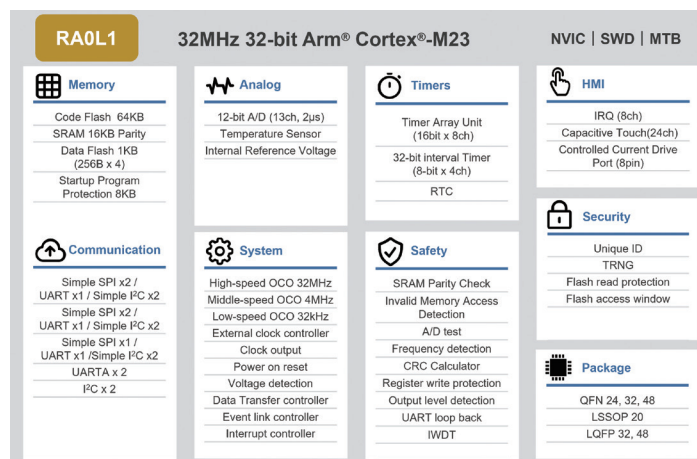 RA0L1
32MHz 32-bit Arm® Cortex®-M23
NVIC | SWD | MTB
Memory
Code Flash 64KB
SRAM 16KB Parity
Data Flash 1KB
(256B x 4)
Startup Program
Protection 8KB
Analog
12-bit A/D (13ch, 2μs)
Temperature Sensor
Internal Reference Voltage
Timers
Timer Array Unit
(16bit x 8ch)
32-bit interval Timer
(8-bit x 4ch)
RTC
HMI
IRQ (8ch)
Capacitive Touch(24ch)
Controlled Current Drive
Port (8pin)
Communication
Simple SPI x2 /
UART x1 / Simple I²C x2
Simple SPI x2 /
UART x1 / Simple I²C x2
Simple SPI x1 /
UART x1 /Simple I²C x2
UARTA x 2
I²C x 2
System
High-speed OCO 32MHz
Middle-speed OCO 4MHz
Low-speed OCO 32kHz
External clock controller
Clock output
Power on reset
Voltage detection
Data Transfer controller
Event link controller
Interrupt controller
Safety
SRAM Parity Check
Invalid Memory Access
Detection
A/D test
Frequency detection
CRC Calculator
Register write protection
Output level detection
UART loop back
IWDT
Security
Unique ID
TRNG
Flash read protection
Flash access window
Package
QFN 24, 32, 48
LSSOP 20
LQFP 32, 48